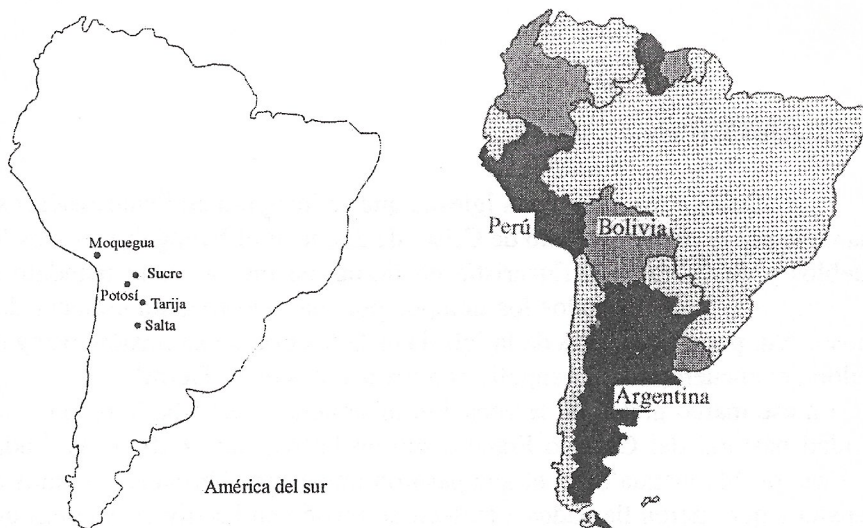 Moquegua
Sucre
Potosí
Tarija
Salta
América del sur
Perú
Bolivia
Argentina